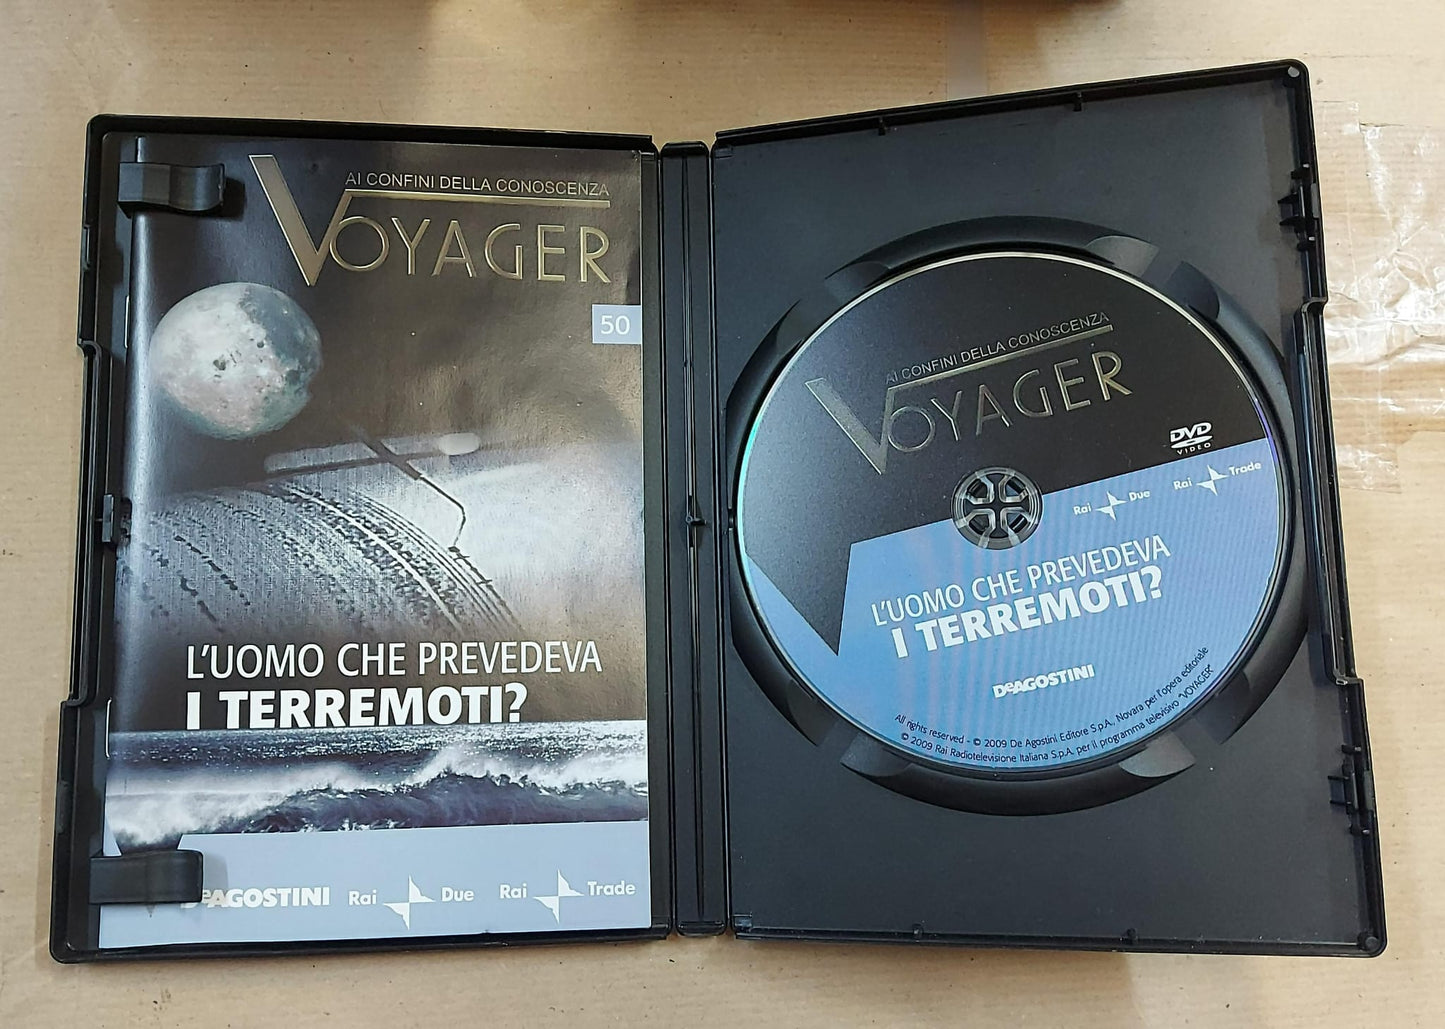 AI CONFINI DELLA CONOSCENZA
VOYAGER
50
L'UOMO CHE PREVEDEVA
I TERREMOTI?
DeAGOSTINI
Rai Due
Rai Trade
AI CONFINI DELLA CONOSCENZA
VOYAGER
DVD
VIDEO
Rai Due
Rai Trade
L'UOMO CHE PREVEDEVA
I TERREMOTI?
DeAGOSTINI
All rights reserved - © 2009 De Agostini Editore S.p.A., Novara per l'opera editoriale
© 2009 Rai Radiotelevisione Italiana S.p.A. per il programma televisivo "VOYAGER"